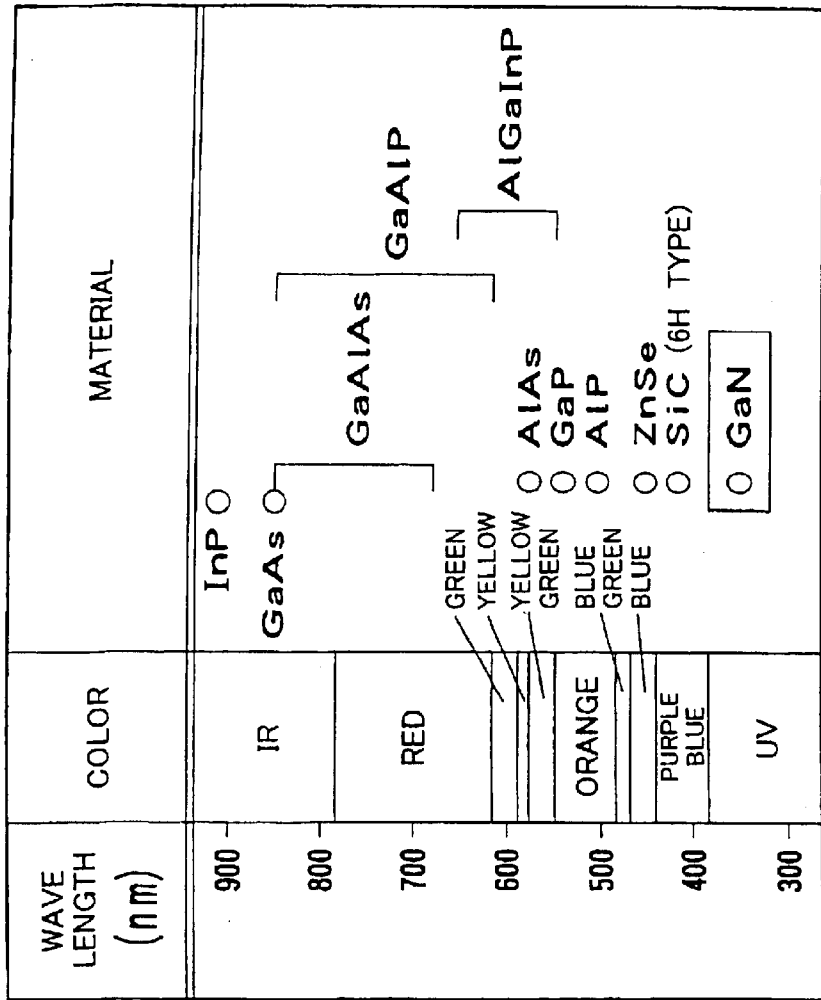 WAVE
LENGTH
(nm)
COLOR
MATERIAL
900
800
700
600
500
400
300
IR
RED
GREEN
YELLOW
YELLOW
GREEN
ORANGE
BLUE
GREEN
BLUE
PURPLE
BLUE
UV
InP
GaAs
GaAlAs
GaAlP
AlGaInP
AlAs
GaP
AlP
ZnSe
SiC (6H TYPE)
GaN